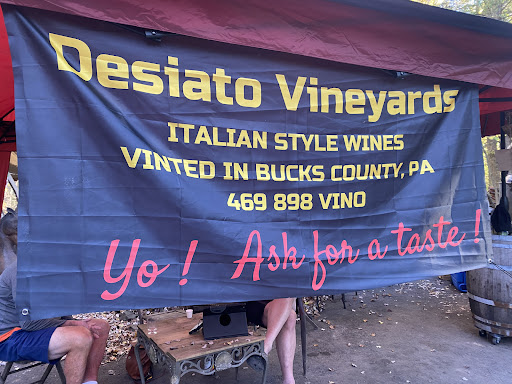 Desiato Vineyards
ITALIAN STYLE WINES
VINTED IN BUCKS COUNTY, PA
469 898 VINO
Yo! Ask for a taste!